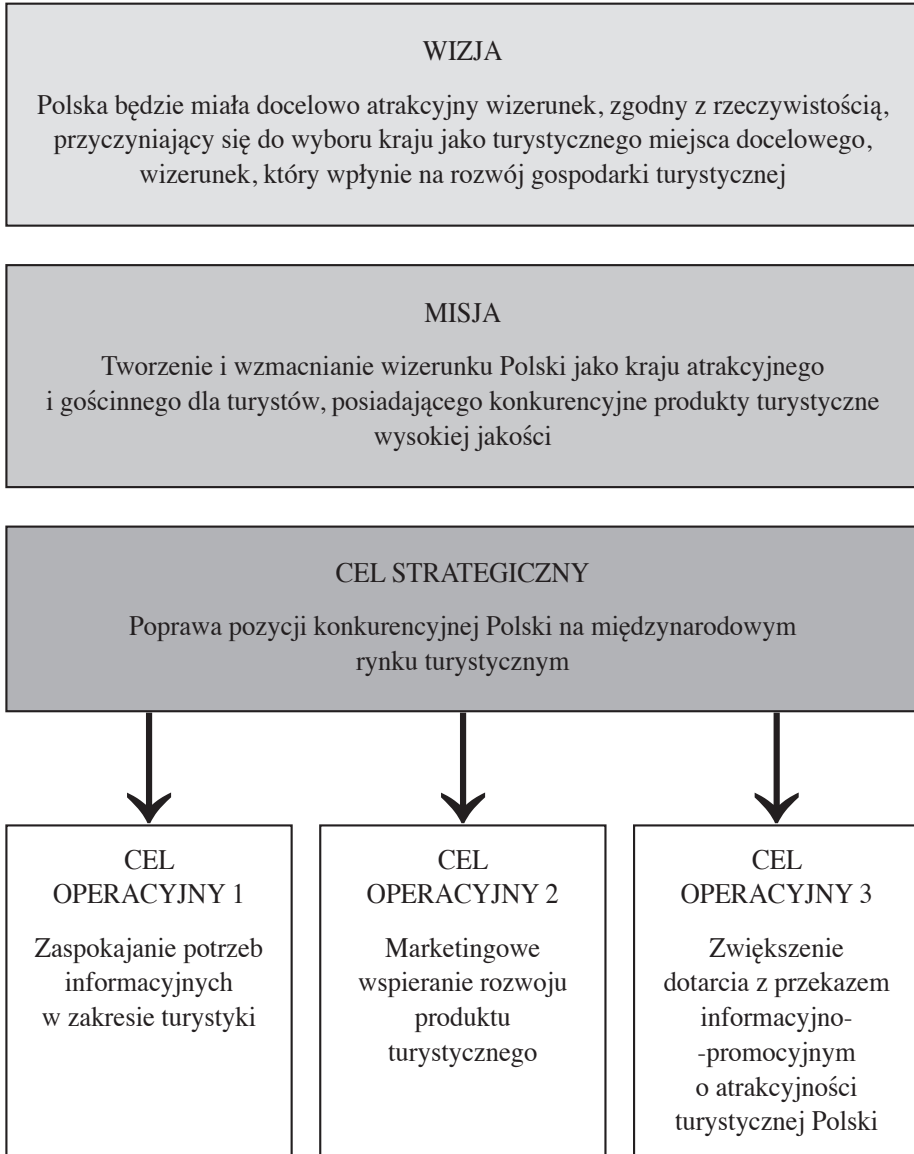 WIZJA
Polska będzie miała docelowo atrakcyjny wizerunek, zgodny z rzeczywistością,
przyczyniający się do wyboru kraju jako turystycznego miejsca docelowego,
wizerunek, który wpłynie na rozwój gospodarki turystycznej
MISJA
Tworzenie i wzmacnianie wizerunku Polski jako kraju atrakcyjnego
i gościnnego dla turystów, posiadającego konkurencyjne produkty turystyczne
wysokiej jakości
CEL STRATEGICZNY
Poprawa pozycji konkurencyjnej Polski na międzynarodowym
rynku turystycznym
CEL
OPERACYJNY 1
Zaspokajanie potrzeb
informacyjnych
w zakresie turystyki
CEL
OPERACYJNY 2
Marketingowe
wspieranie rozwoju
produktu
turystycznego
CEL
OPERACYJNY 3
Zwiększenie
dotarcia z przekazem
informacyjno-
-promocyjnym
o atrakcyjności
turystycznej Polski